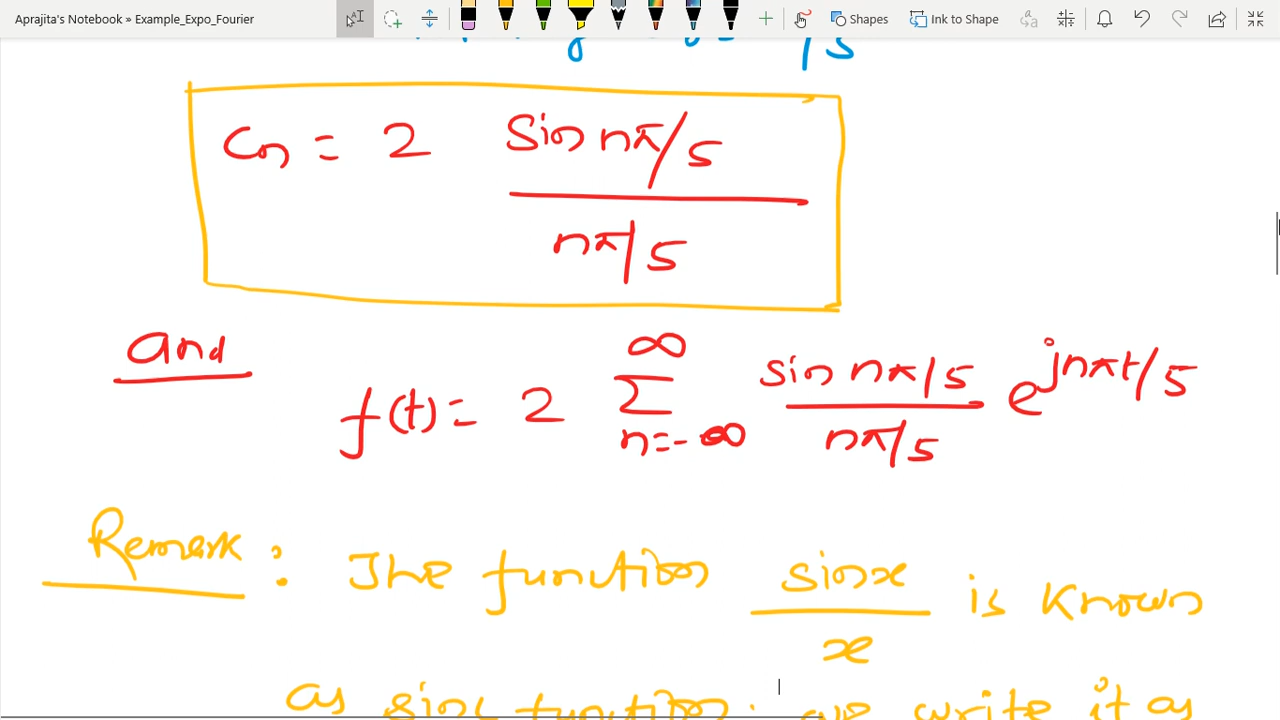 Aprajita's Notebook » Example_Expo_Fourier
Shapes
Ink to Shape
Cn = 2 Sin nπ/5 / nπ/5
and
f(t) = 2 ∑ n=-∞ ∞ sin nπ/5 / nπ/5 e^jnπt/5
Remark : The function sinx / x is known
as sinc function. we write it as